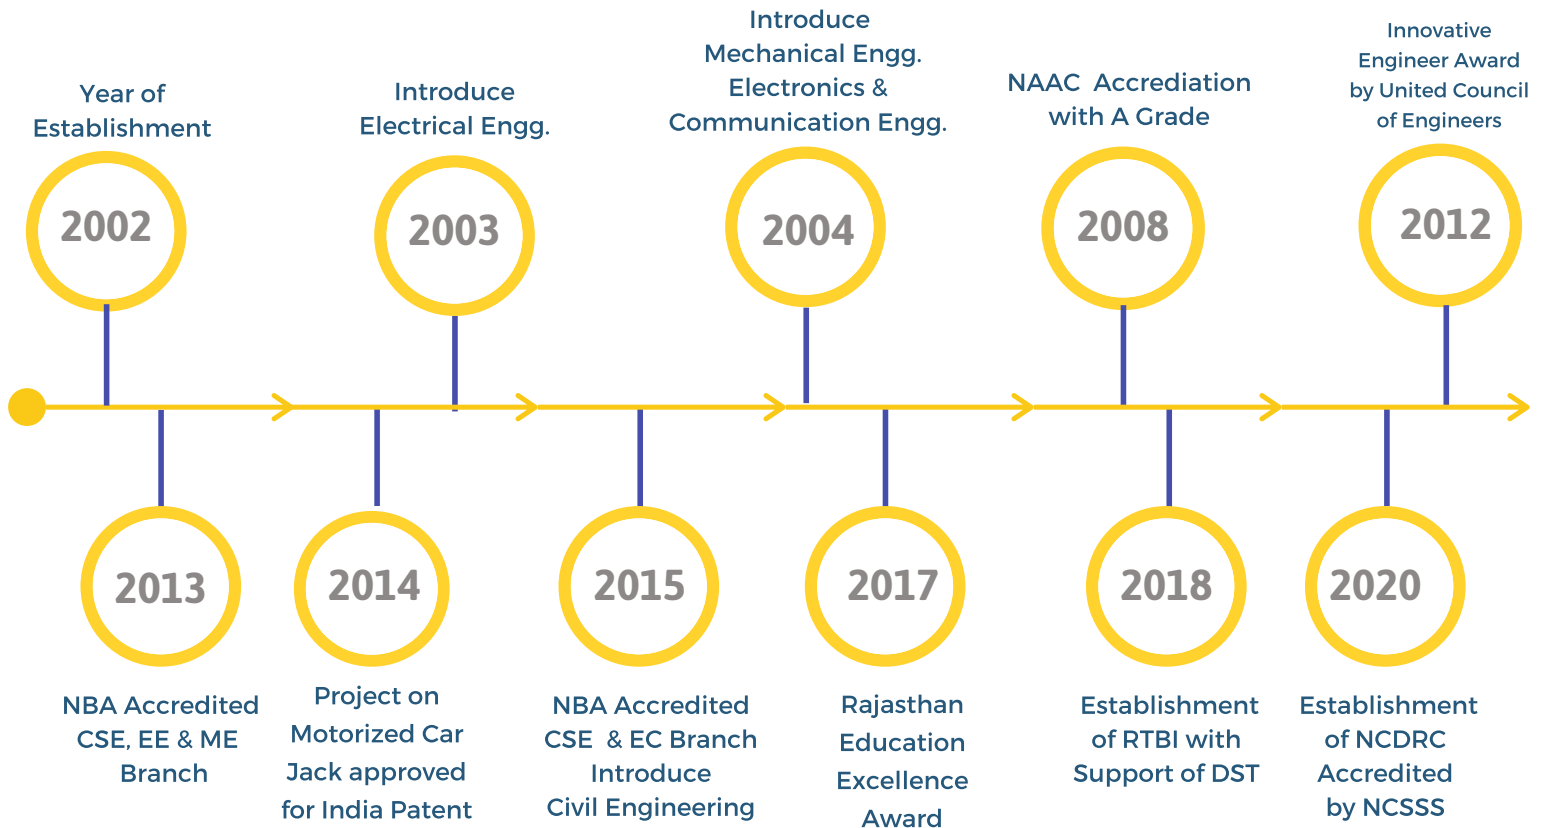 Year of
Establishment
2002
Introduce
Electrical Engg.
2003
Introduce
Mechanical Engg.
Electronics &
Communication Engg.
2004
NAAC Accrediation
with A Grade
2008
Innovative
Engineer Award
by United Council
of Engineers
2012
2013
NBA Accredited
CSE, EE & ME
Branch
2014
Project on
Motorized Car
Jack approved
for India Patent
2015
NBA Accredited
CSE & EC Branch
Introduce
Civil Engineering
2017
Rajasthan
Education
Excellence
Award
2018
Establishment
of RTBI with
Support of DST
2020
Establishment
of NCDRC
Accredited
by NCSSS